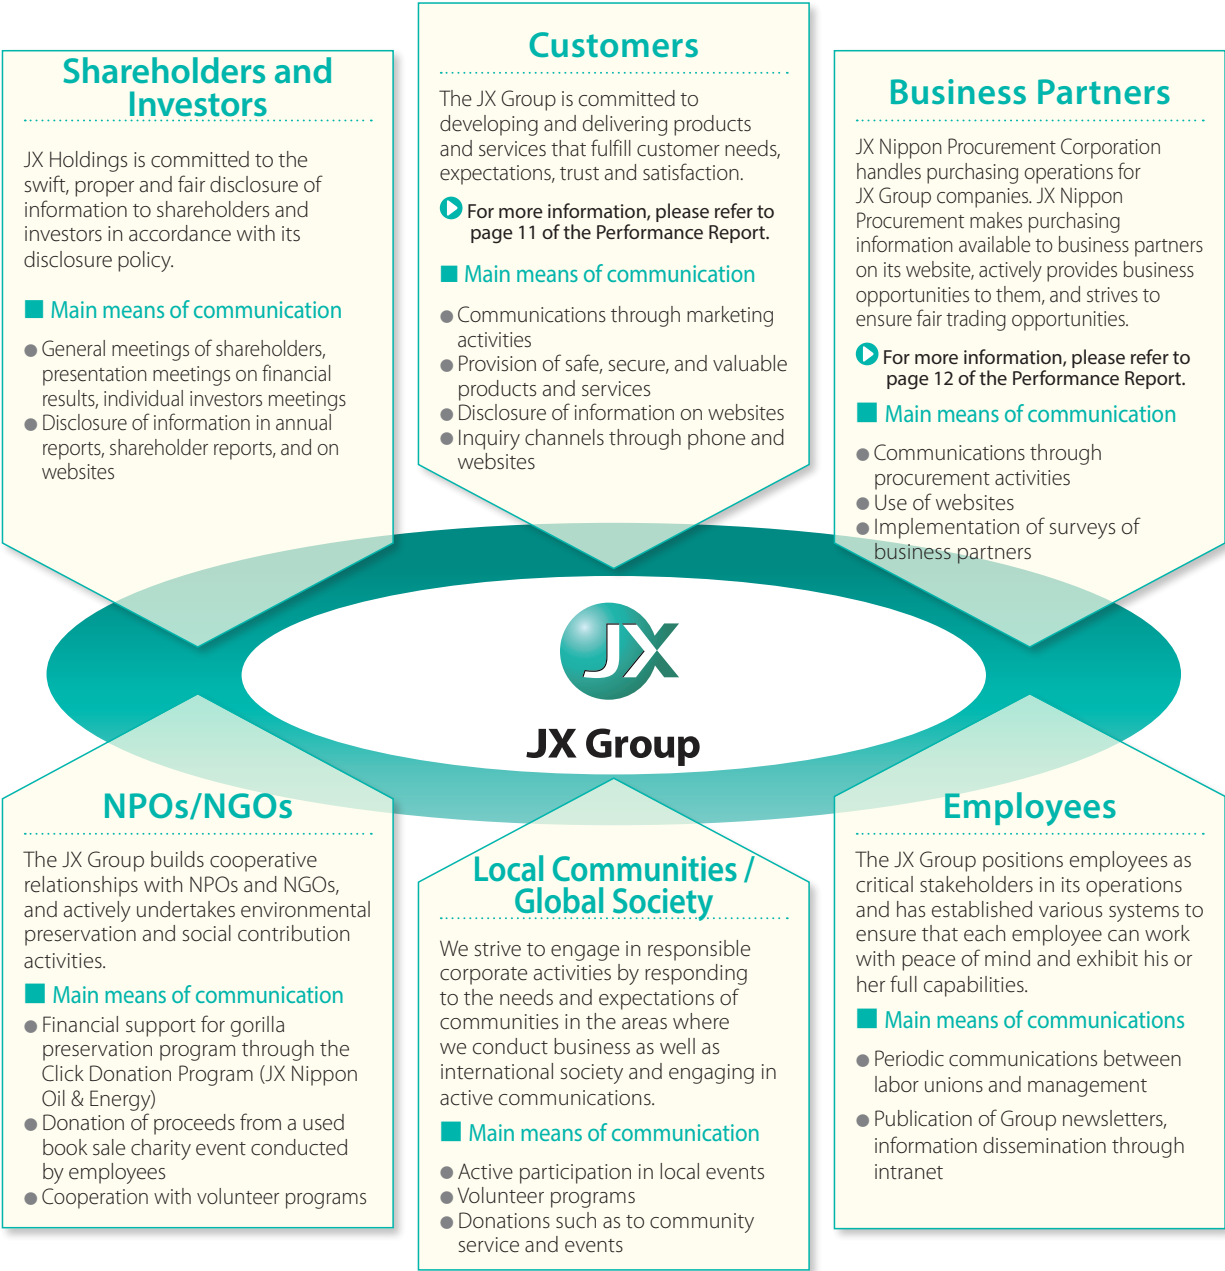 Shareholders and
Investors
JX Holdings is committed to the
swift, proper and fair disclosure of
information to shareholders and
investors in accordance with its
disclosure policy.
■ Main means of communication
● General meetings of shareholders,
presentation meetings on financial
results, individual investors meetings
● Disclosure of information in annual
reports, shareholder reports, and on
websites
Customers
The JX Group is committed to
developing and delivering products
and services that fulfill customer needs,
expectations, trust and satisfaction.
For more information, please refer to
page 11 of the Performance Report.
■ Main means of communication
● Communications through marketing
activities
● Provision of safe, secure, and valuable
products and services
● Disclosure of information on websites
● Inquiry channels through phone and
websites
Business Partners
JX Nippon Procurement Corporation
handles purchasing operations for
JX Group companies. JX Nippon
Procurement makes purchasing
information available to business partners
on its website, actively provides business
opportunities to them, and strives to
ensure fair trading opportunities.
For more information, please refer to
page 12 of the Performance Report.
■ Main means of communication
● Communications through
procurement activities
● Use of websites
● Implementation of surveys of
business partners
JX
JX Group
NPOs/NGOs
The JX Group builds cooperative
relationships with NPOs and NGOs,
and actively undertakes environmental
preservation and social contribution
activities.
■ Main means of communication
● Financial support for gorilla
preservation program through the
Click Donation Program (JX Nippon
Oil & Energy)
● Donation of proceeds from a used
book sale charity event conducted
by employees
● Cooperation with volunteer programs
Local Communities /
Global Society
We strive to engage in responsible
corporate activities by responding
to the needs and expectations of
communities in the areas where
we conduct business as well as
international society and engaging in
active communications.
■ Main means of communication
● Active participation in local events
● Volunteer programs
● Donations such as to community
service and events
Employees
The JX Group positions employees as
critical stakeholders in its operations
and has established various systems to
ensure that each employee can work
with peace of mind and exhibit his or
her full capabilities.
■ Main means of communications
● Periodic communications between
labor unions and management
● Publication of Group newsletters,
information dissemination through
intranet